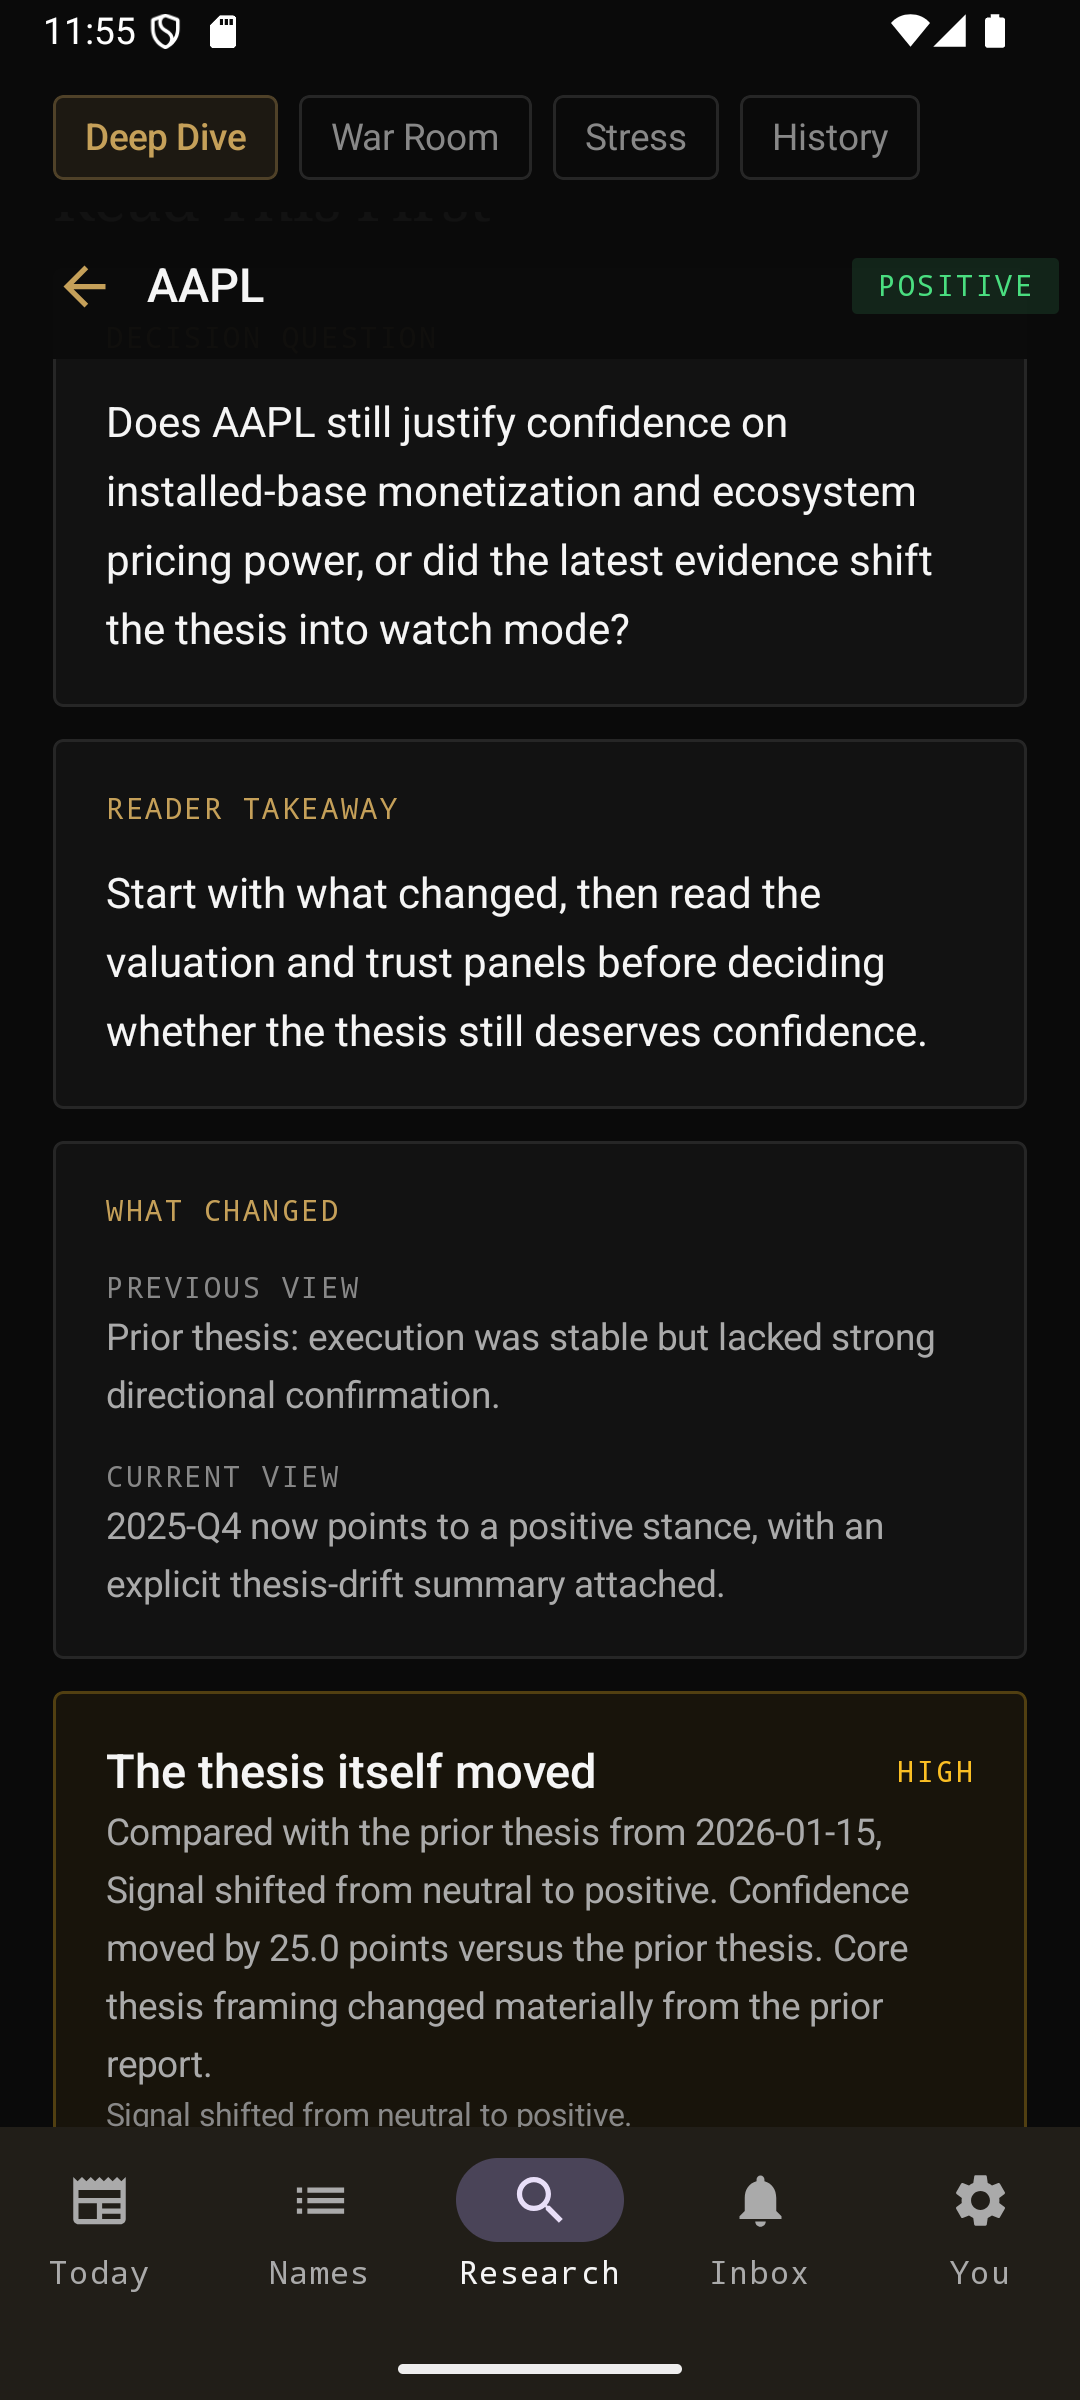 11:55
Deep Dive
War Room
Stress
History
Read This First
AAPL
POSITIVE
DECISION QUESTION
Does AAPL still justify confidence on
installed-base monetization and ecosystem
pricing power, or did the latest evidence shift
the thesis into watch mode?
READER TAKEAWAY
Start with what changed, then read the
valuation and trust panels before deciding
whether the thesis still deserves confidence.
WHAT CHANGED
PREVIOUS VIEW
Prior thesis: execution was stable but lacked strong
directional confirmation.
CURRENT VIEW
2025-Q4 now points to a positive stance, with an
explicit thesis-drift summary attached.
The thesis itself moved
HIGH
Compared with the prior thesis from 2026-01-15,
Signal shifted from neutral to positive. Confidence
moved by 25.0 points versus the prior thesis. Core
thesis framing changed materially from the prior
report.
Signal shifted from neutral to positive.
Today
Names
Research
Inbox
You